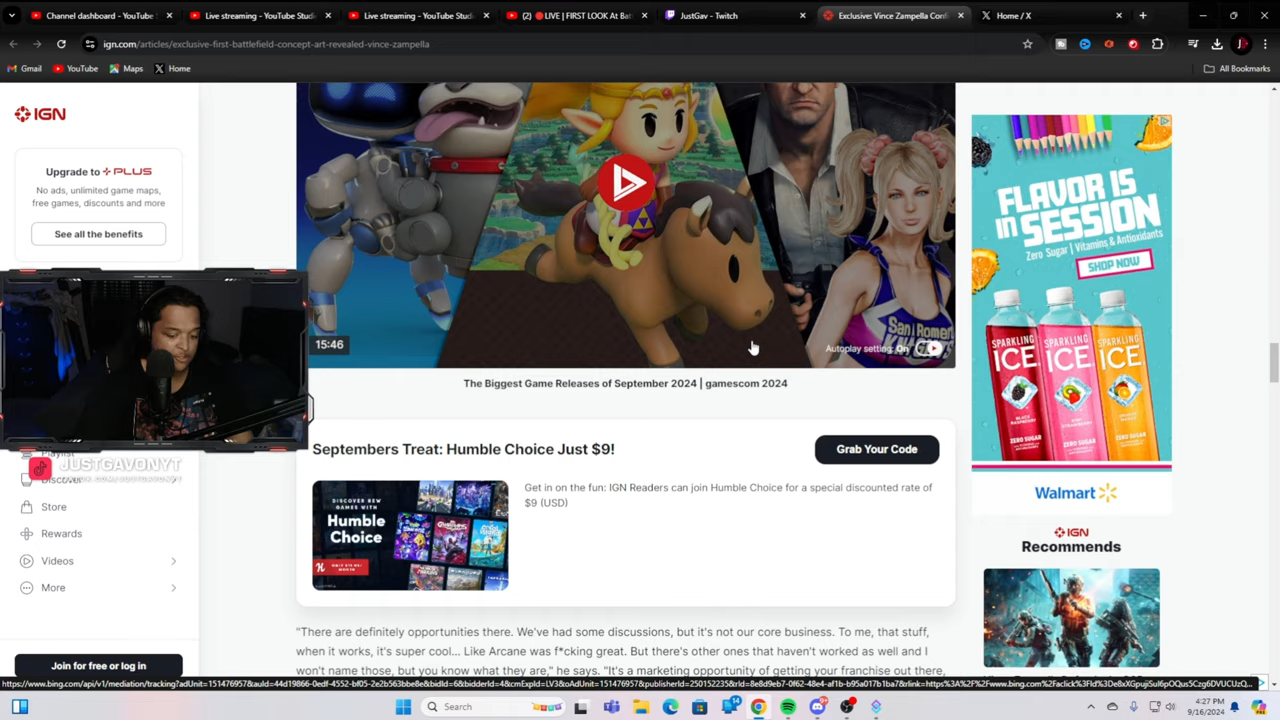 Channel dashboard - YouTube
Live streaming - YouTube Stud
Live streaming - YouTube Stud
(2) 🔴LIVE | FIRST LOOK At Bat
JustGav - Twitch
Exclusive: Vince Zampella Conf
Home / X
ign.com/articles/exclusive-first-battlefield-concept-art-revealed-vince-zampella
Gmail
YouTube
Maps
Home
All Bookmarks
IGN
Upgrade to PLUS
No ads, unlimited game maps,
free games, discounts and more
See all the benefits
Playlist
JUSTGAVONYT
Discover
Store
Rewards
Videos
More
Join for free or log in
15:46
Autoplay setting: On
The Biggest Game Releases of September 2024 | gamescom 2024
Septembers Treat: Humble Choice Just $9!
Grab Your Code
DISCOVER NEW
GAMES WITH
Humble
Choice
Get in on the fun: IGN Readers can join Humble Choice for a special discounted rate of
$9 (USD)
"There are definitely opportunities there. We've had some discussions, but it's not our core business. To me, that stuff,
when it works, it's super cool... Like Arcane was f*cking great. But there's other ones that haven't worked as well and I
won't name those, but you know what they are," he says. "It's a marketing opportunity of getting your franchise out there,
San Romero
FLAVOR IS
IN SESSION
Zero Sugar | Vitamins & Antioxidants
SHOP NOW
SPARKLING
ICE
SPARKLING
ICE
SPARKLING
ICE
ZERO SUGAR
ZERO SUGAR
ZERO SUGAR
Walmart
IGN
Recommends
Search
4:27 PM
9/16/2024